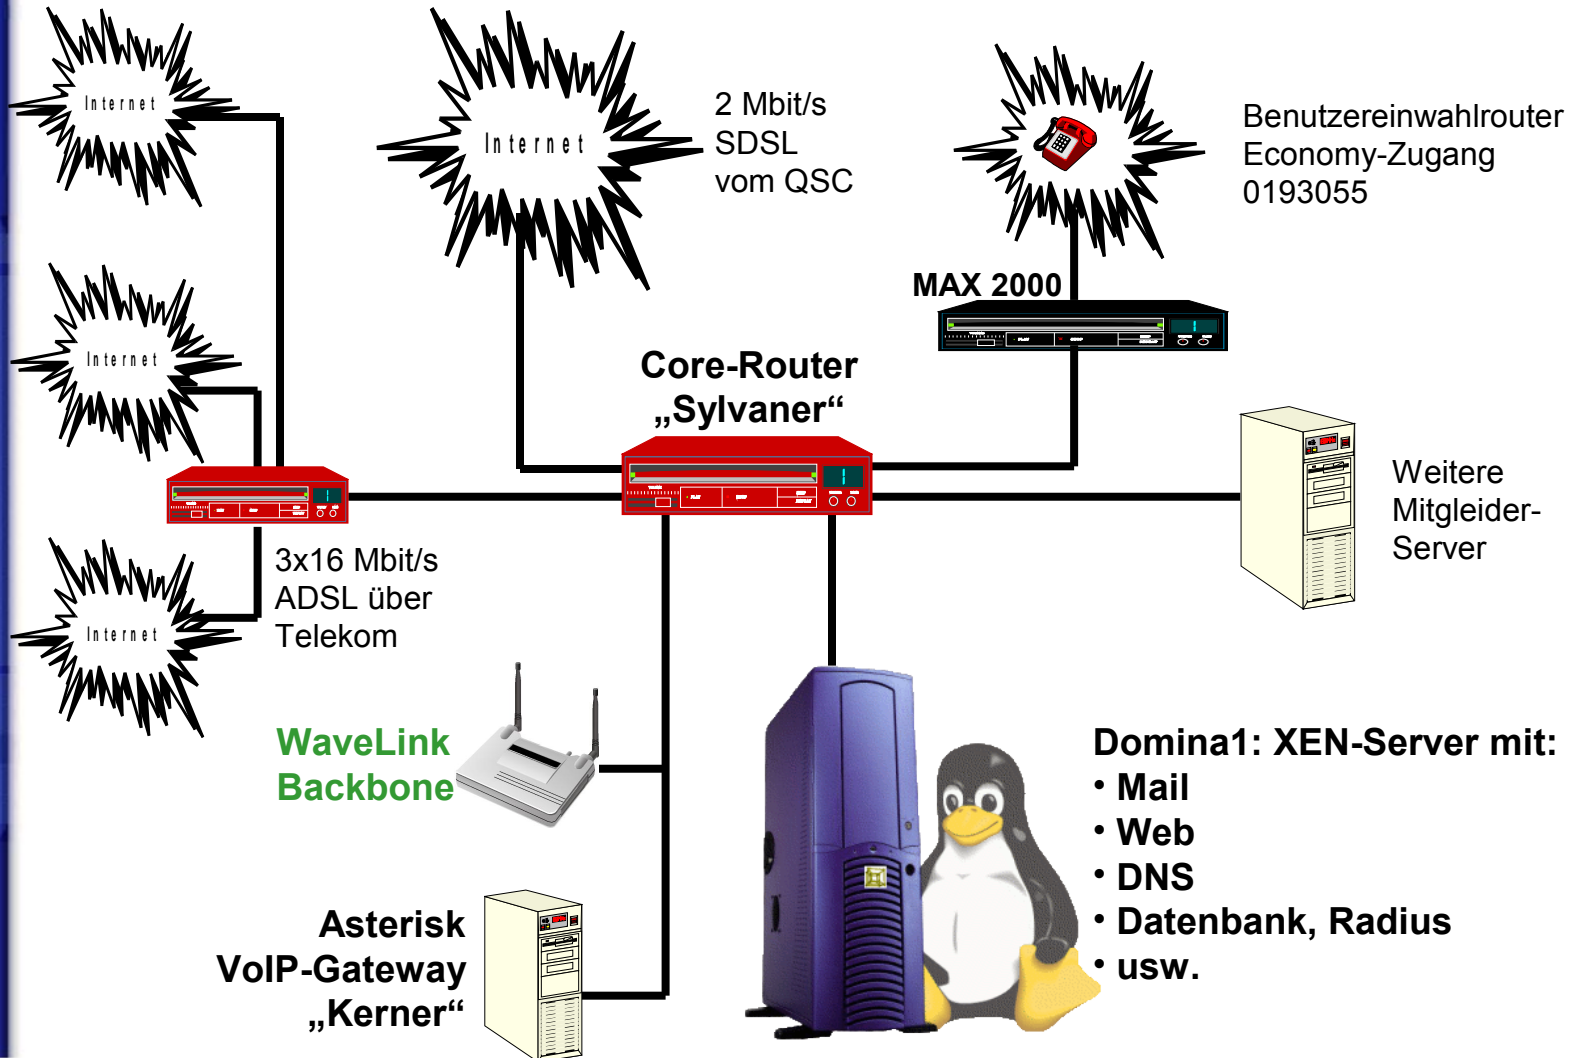 Internet
Internet
2 Mbit/s
SDSL
vom QSC
Benutzereinwahlrouter
Economy-Zugang
0193055
MAX 2000
Internet
Core-Router
„Sylvaner“
Weitere
Mitgleider-
Server
3x16 Mbit/s
ADSL über
Telekom
Internet
WaveLink
Backbone
Domina1: XEN-Server mit:
• Mail
• Web
• DNS
• Datenbank, Radius
• usw.
Asterisk
VoIP-Gateway
„Kerner“